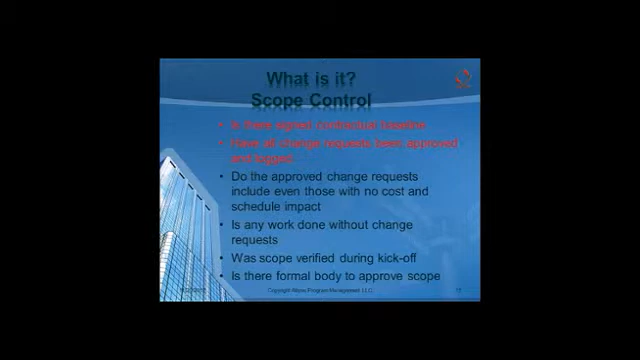 What is it?
Scope Control
• Is there signed contractual baseline
• Have all change requests been approved
and logged
• Do the approved change requests
include even those with no cost and
schedule impact
• Is any work done without change
requests
• Was scope verified during kick-off
• Is there formal body to approve scope
Copyright Program Management LLC